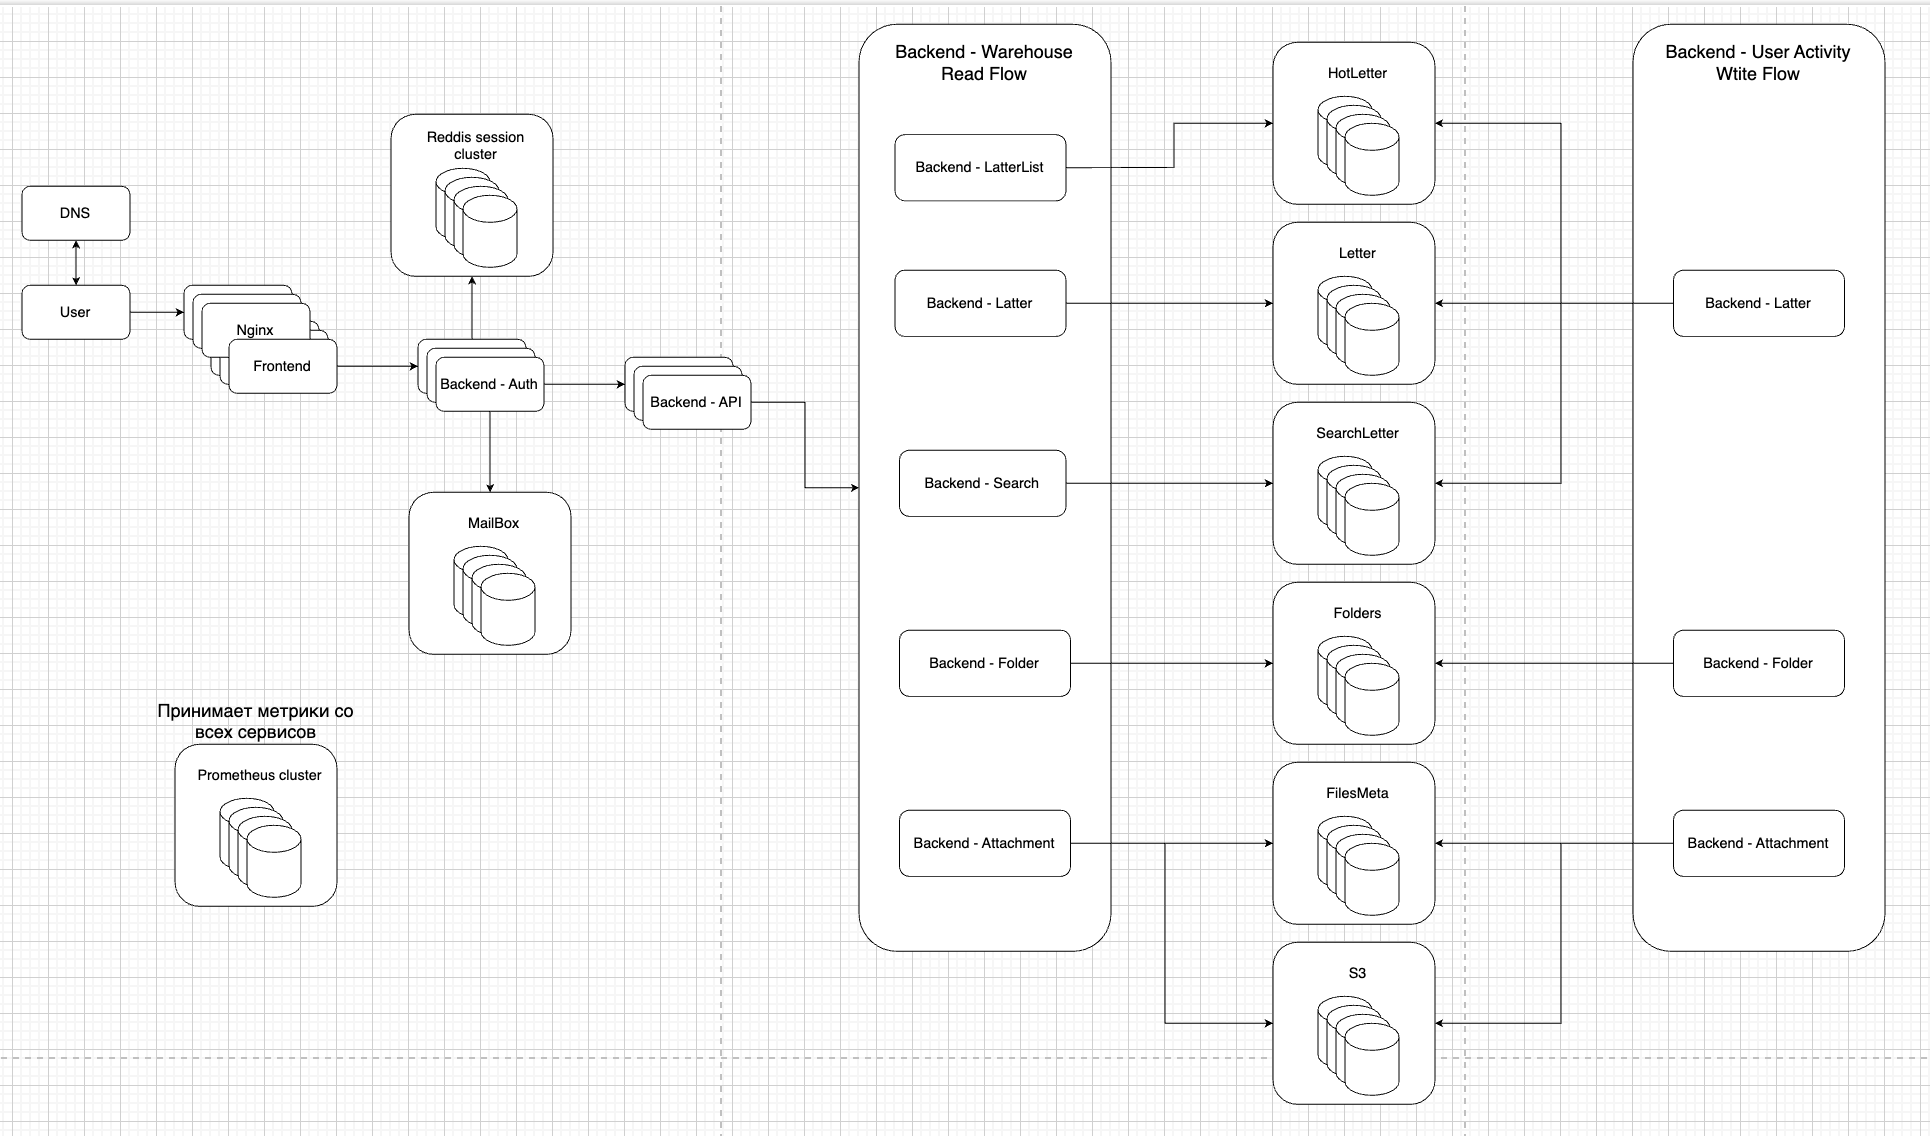 DNS
User
Nginx
Frontend
Reddis session
cluster
Backend - Auth
MailBox
Backend - API
Принимает метрики со
всех сервисов
Prometheus cluster
Backend - Warehouse
Read Flow
Backend - LatterList
Backend - Latter
Backend - Search
Backend - Folder
Backend - Attachment
HotLetter
Letter
SearchLetter
Folders
FilesMeta
S3
Backend - User Activity
Wtite Flow
Backend - Latter
Backend - Folder
Backend - Attachment